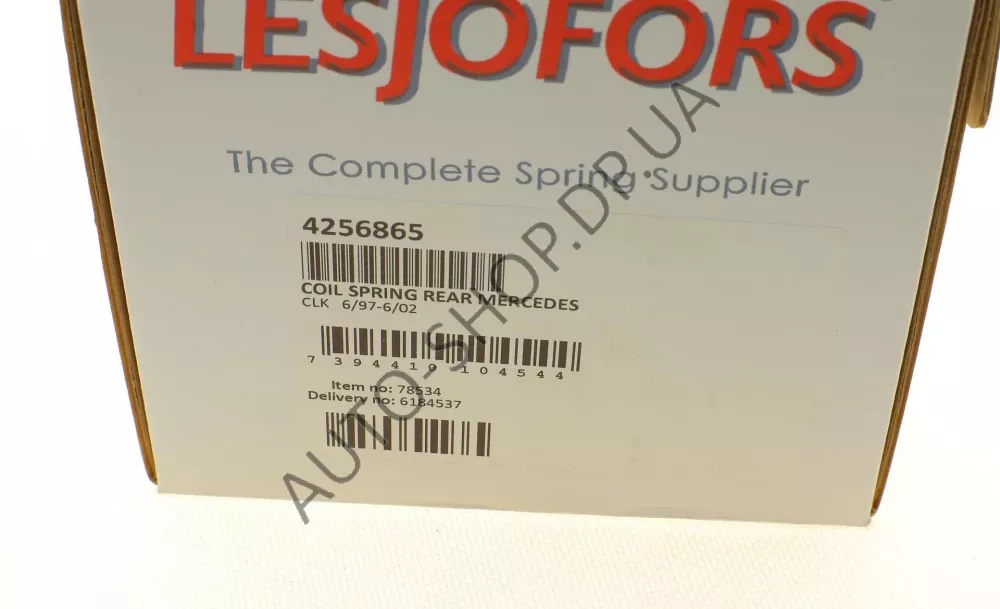 LESJOFORS
The Complete Spring Supplier
4256865
COIL SPRING REAR MERCEDES
CLK 6/97-6/02
7 394410 104544
Item no: 78534
Delivery no: 6184537
AUTO-SHOP.DP.UA